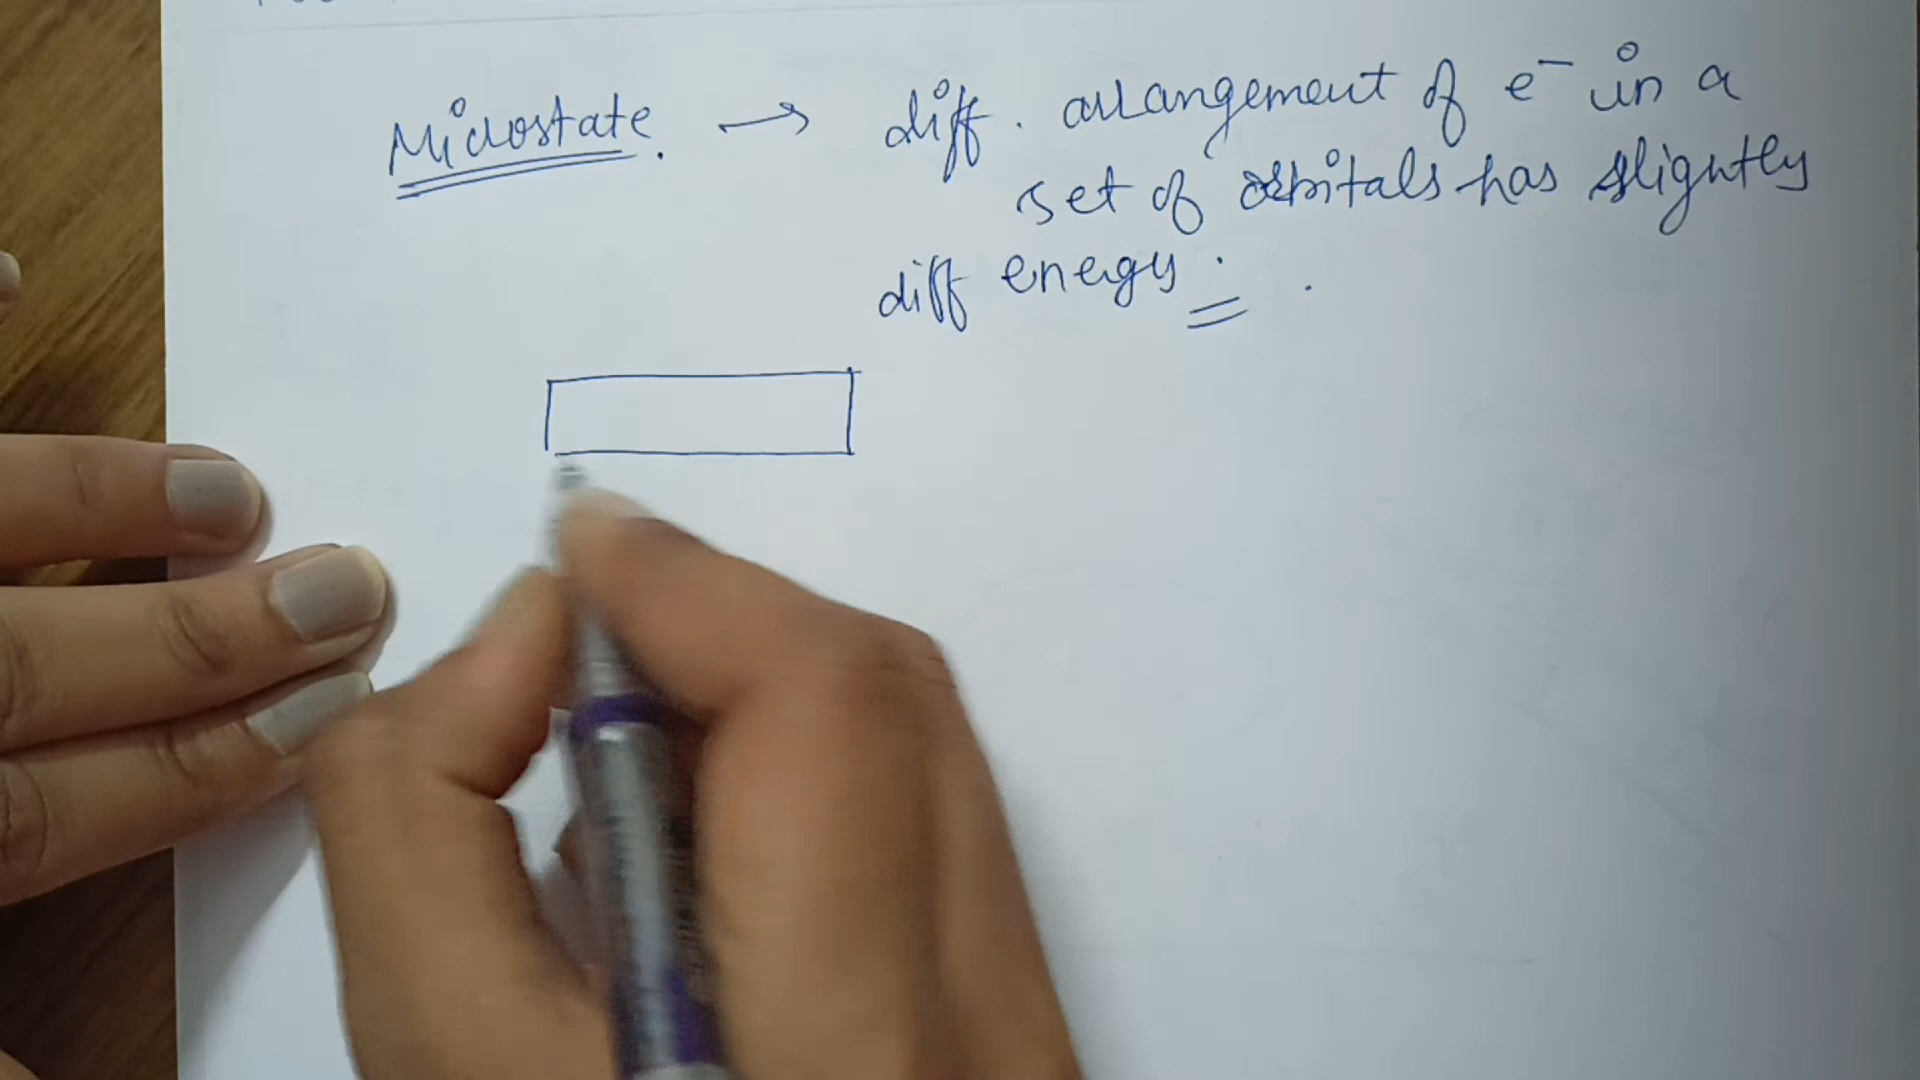 Microstate. → diff. arrangement of e⁻ in a
set of orbitals has slightly
diff energy.